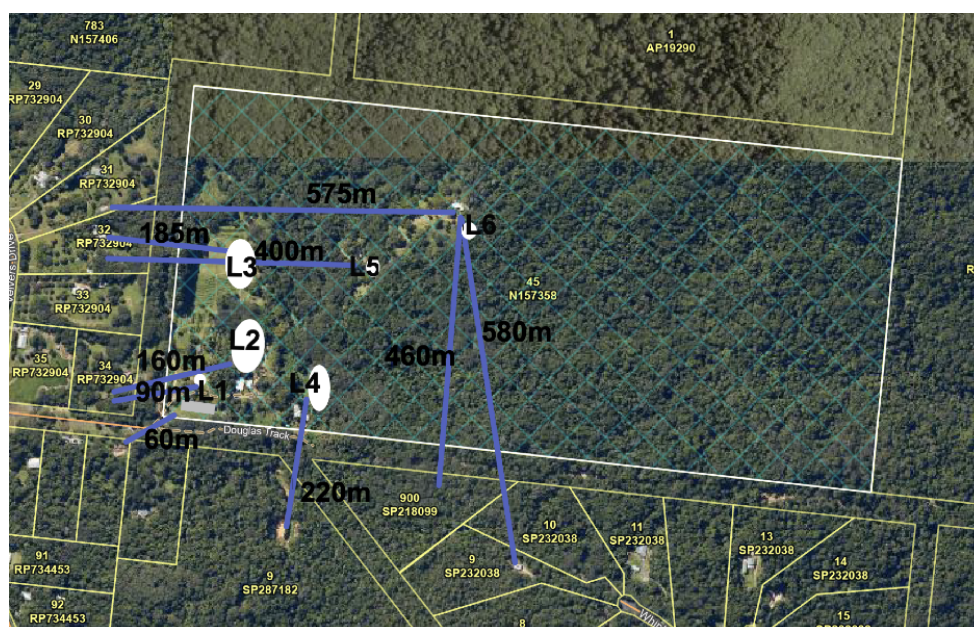 783
N157406
1
AP19290
29
RP732904
30
RP732904
31
RP732904
575m
32
RP732904
185m
400m
L6
L3
L5
45
N157358
33
RP732904
580m
L2
460m
35
RP732904
34
RP732904
160m
90m
L1
L4
Douglas Track
60m
220m
900
SP218099
10
SP232038
11
SP232038
13
SP232038
91
RP734453
9
SP287182
9
SP232038
14
SP232038
92
RP734453
8
15